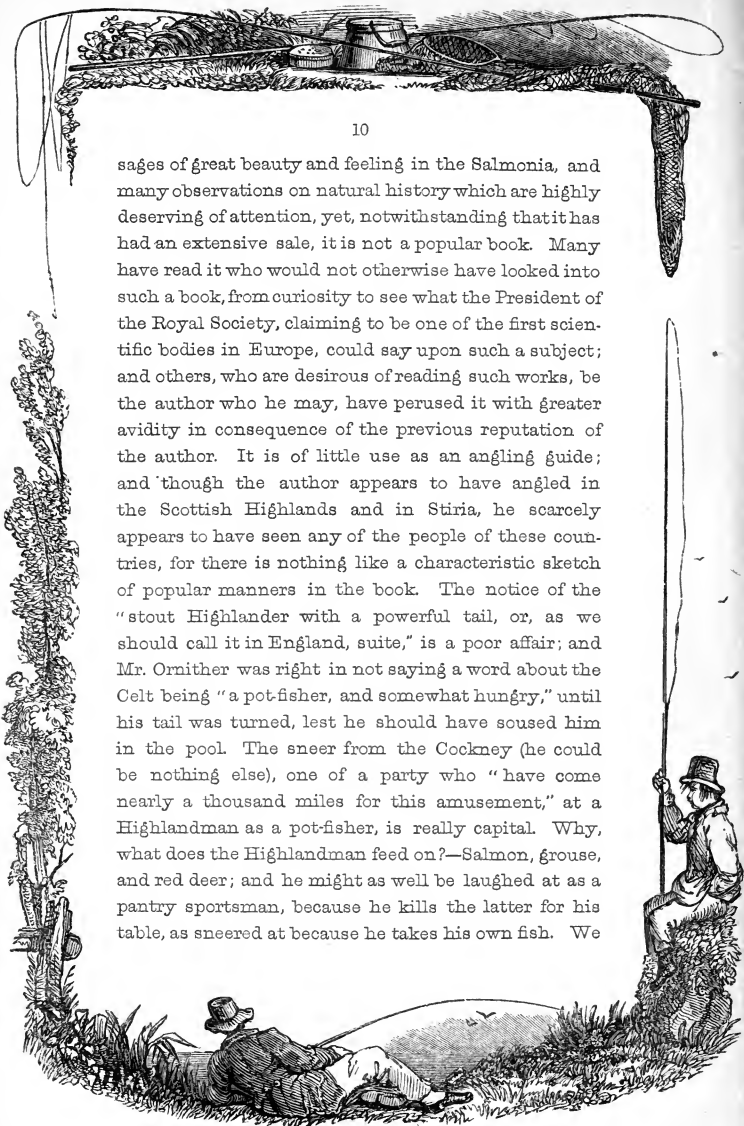 10
sages of great beauty and feeling in the Salmonia, and
many observations on natural history which are highly
deserving of attention, yet, notwithstanding that it has
had an extensive sale, it is not a popular book. Many
have read it who would not otherwise have looked into
such a book, from curiosity to see what the President of
the Royal Society, claiming to be one of the first scien-
tific bodies in Europe, could say upon such a subject;
and others, who are desirous of reading such works, be
the author who he may, have perused it with greater
avidity in consequence of the previous reputation of
the author. It is of little use as an angling guide;
and though the author appears to have angled in
the Scottish Highlands and in Stiria, he scarcely
appears to have seen any of the people of these coun-
tries, for there is nothing like a characteristic sketch
of popular manners in the book. The notice of the
"stout Highlander with a powerful tail, or, as we
should call it in England, suite," is a poor affair; and
Mr. Ornither was right in not saying a word about the
Celt being "a pot-fisher, and somewhat hungry," until
his tail was turned, lest he should have soused him
in the pool. The sneer from the Cockney (he could
be nothing else), one of a party who "have come
nearly a thousand miles for this amusement," at a
Highlandman as a pot-fisher, is really capital. Why,
what does the Highlandman feed on?—Salmon, grouse,
and red deer; and he might as well be laughed at as a
pantry sportsman, because he kills the latter for his
table, as sneered at because he takes his own fish. We